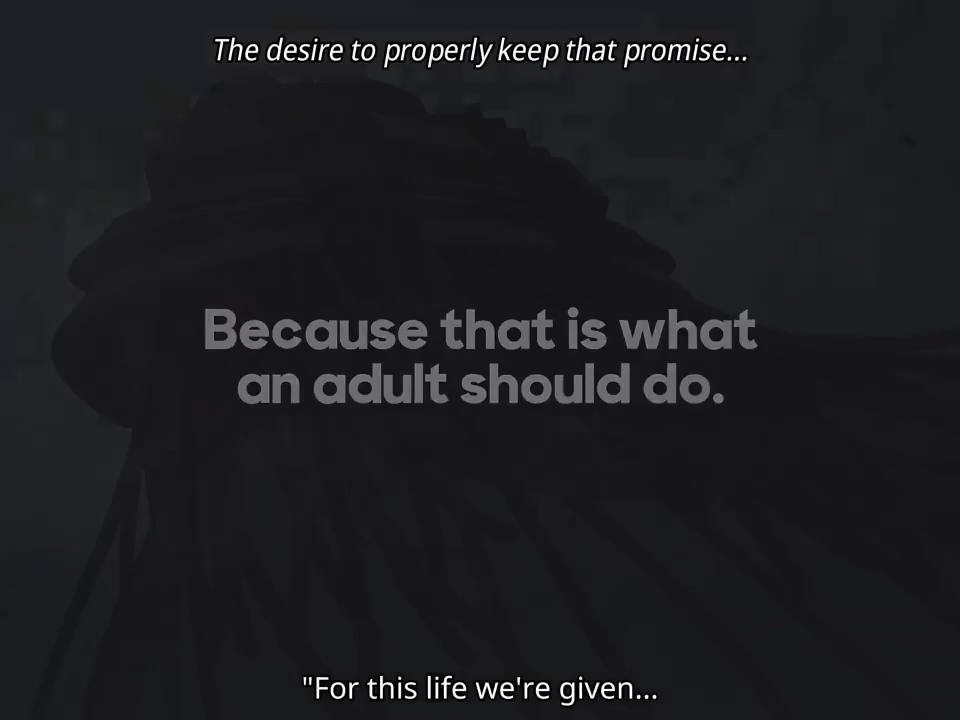 The desire to properly keep that promise...
Because that is what
an adult should do.
"For this life we're given...